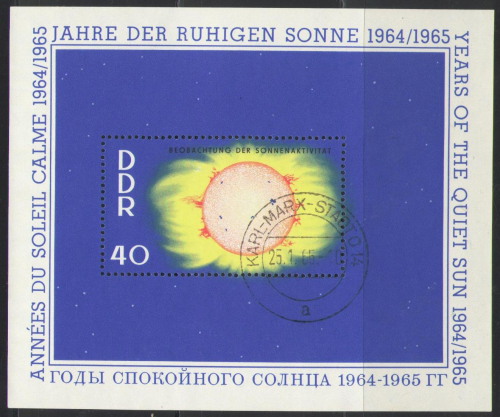 JAHRE DER RUHIGEN SONNE 1964/1965
YEARS OF THE QUIET SUN 1964/1965
ГОДЫ СПОКОЙНОГО СОЛНЦА 1964-1965 ГГ
ANNÉES DU SOLEIL CALME 1964/1965
BEOBACHTUNG DER SONNENAKTIVITÄT
DDR
40
KARL-MARX-STADT 014
25.1.65
a